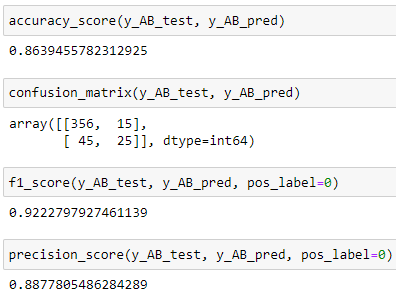 accuracy_score(y_AB_test, y_AB_pred)
0.8639455782312925
confusion_matrix(y_AB_test, y_AB_pred)
array([[356,  15],
       [ 45,  25]], dtype=int64)
f1_score(y_AB_test, y_AB_pred, pos_label=0)
0.9222797927461139
precision_score(y_AB_test, y_AB_pred, pos_label=0)
0.8877805486284289